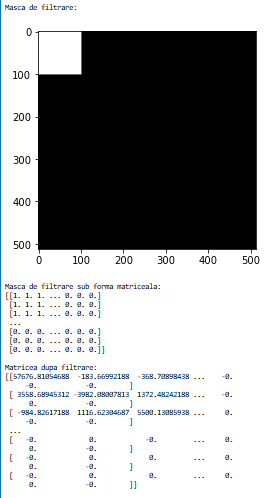 Masca de filtrare:
0
100
200
300
400
500
0 100 200 300 400 500
Masca de filtrare sub forma matriceala:
[[1. 1. 1. ... 0. 0. 0.]
[1. 1. 1. ... 0. 0. 0.]
[1. 1. 1. ... 0. 0. 0.]
...
[0. 0. 0. ... 0. 0. 0.]
[0. 0. 0. ... 0. 0. 0.]
[0. 0. 0. ... 0. 0. 0.]]
Matricea dupa filtrare:
[[57676.81054688 -183.66992188 -368.70898438 ... -0.
-0. -0. ]
[ 3558.68945312 -3982.08007813 1372.48242188 ... -0.
0. -0. ]
[ -984.82617188 1116.62304687 5500.13085938 ... 0.
-0. -0. ]
...
[ -0. 0. -0. ... 0.
0. -0. ]
[ -0. 0. 0. ... 0.
0. -0. ]
[ -0. 0. 0. ... 0.
0. -0. ]]